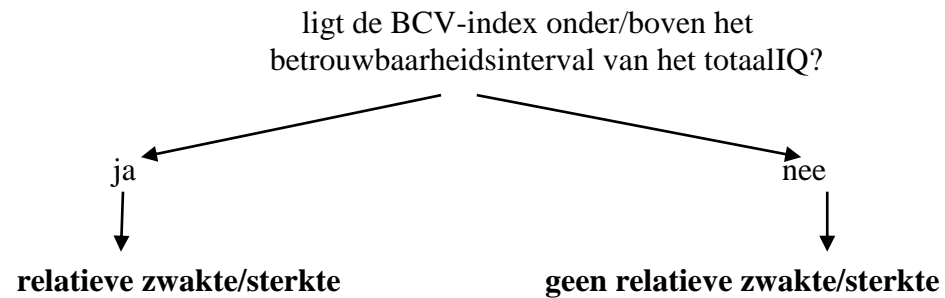 ligt de BCV-index onder/boven het
betrouwbaarheidsinterval van het totaalIQ?
ja
nee
relatieve zwakte/sterkte
geen relatieve zwakte/sterkte